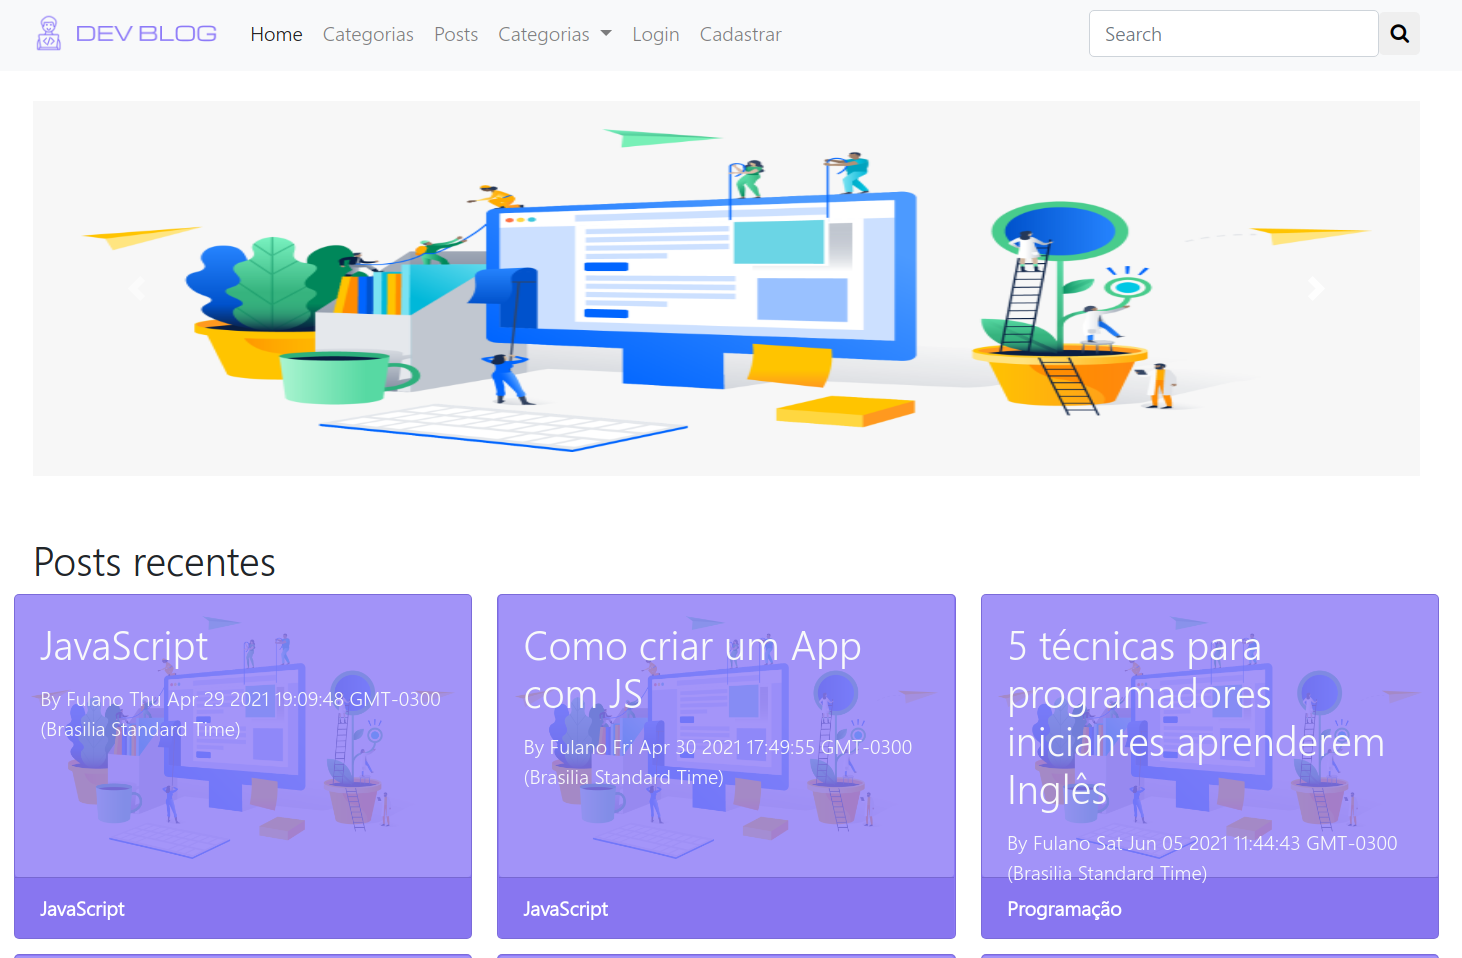 DEV BLOG Home Categorias Posts Categorias Login Cadastrar Search
Posts recentes
JavaScript
By Fulano Thu Apr 29 2021 19:09:48 GMT-0300
(Brasilia Standard Time)
JavaScript
Como criar um App
com JS
By Fulano Fri Apr 30 2021 17:49:55 GMT-0300
(Brasilia Standard Time)
JavaScript
5 técnicas para
programadores
iniciantes aprenderem
Inglês
By Fulano Sat Jun 05 2021 11:44:43 GMT-0300
(Brasilia Standard Time)
Programação